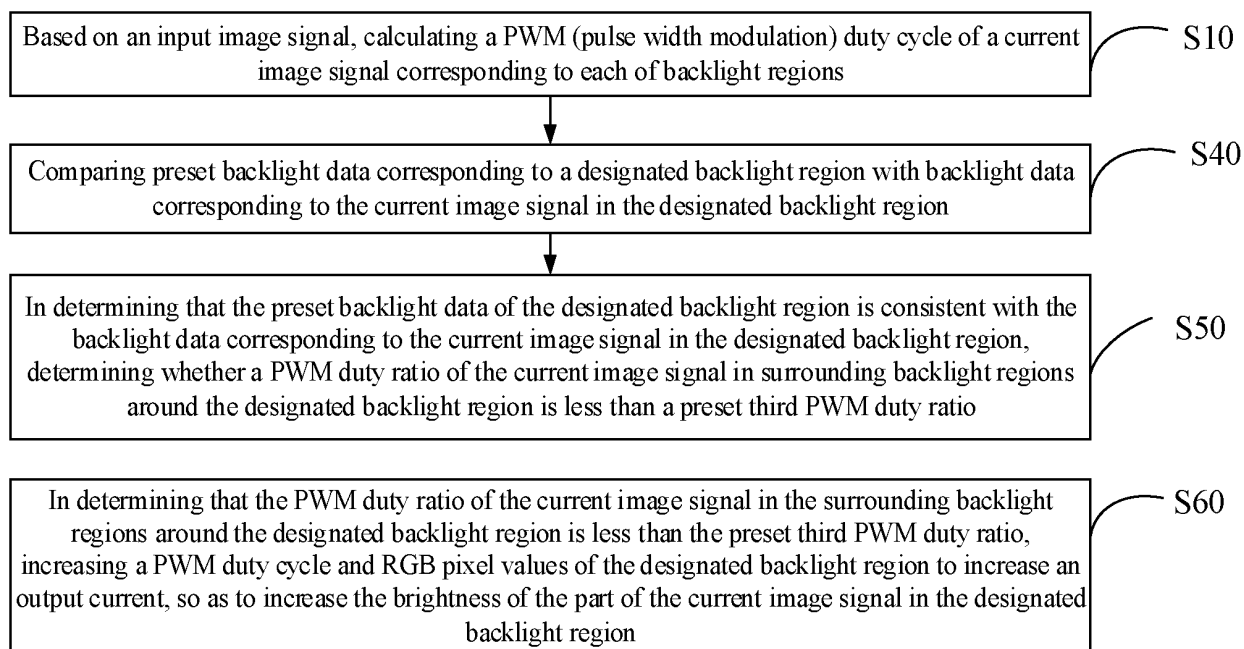 Based on an input image signal, calculating a PWM (pulse width modulation) duty cycle of a current
image signal corresponding to each of backlight regions
S10
Comparing preset backlight data corresponding to a designated backlight region with backlight data
corresponding to the current image signal in the designated backlight region
S40
In determining that the preset backlight data of the designated backlight region is consistent with the
backlight data corresponding to the current image signal in the designated backlight region,
determining whether a PWM duty ratio of the current image signal in surrounding backlight regions
around the designated backlight region is less than a preset third PWM duty ratio
S50
In determining that the PWM duty ratio of the current image signal in the surrounding backlight
regions around the designated backlight region is less than the preset third PWM duty ratio,
increasing a PWM duty cycle and RGB pixel values of the designated backlight region to increase an
output current, so as to increase the brightness of the part of the current image signal in the designated
backlight region
S60